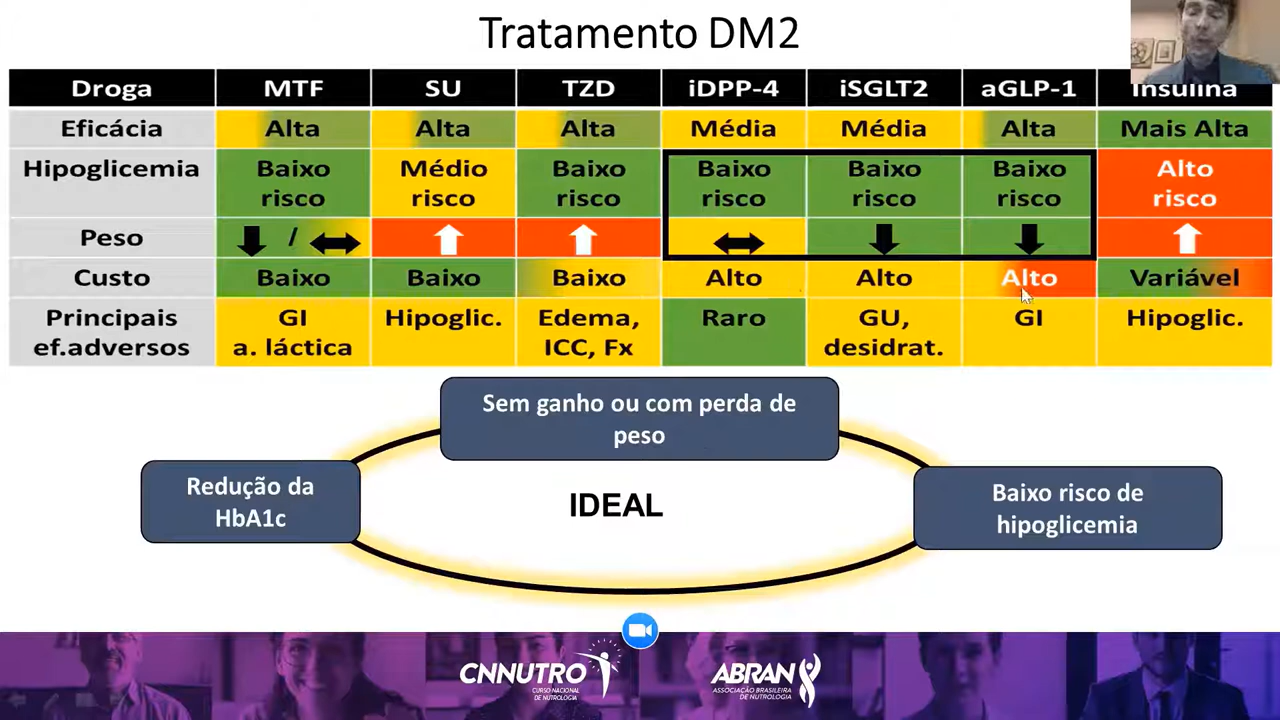 Tratamento DM2
Droga MTF SU TZD iDPP-4 iSGLT2 aGLP-1 Insulina
Eficácia Alta Alta Alta Média Média Alta Mais Alta
Hipoglicemia Baixo risco Médio risco Baixo risco Baixo risco Baixo risco Baixo risco Alto risco
Peso /
Custo Baixo Baixo Baixo Alto Alto Alto Variável
Principais ef.adversos GI a. láctica Hipoglic. Edema, ICC, Fx Raro GU, desidrat. GI Hipoglic.
Sem ganho ou com perda de
peso
Redução da
HbA1c
IDEAL
Baixo risco de
hipoglicemia
CNNUTRO
CURSO NACIONAL
DE NUTROLOGIA
ABRAN
ASSOCIAÇÃO BRASILEIRA
DE NUTROLOGIA